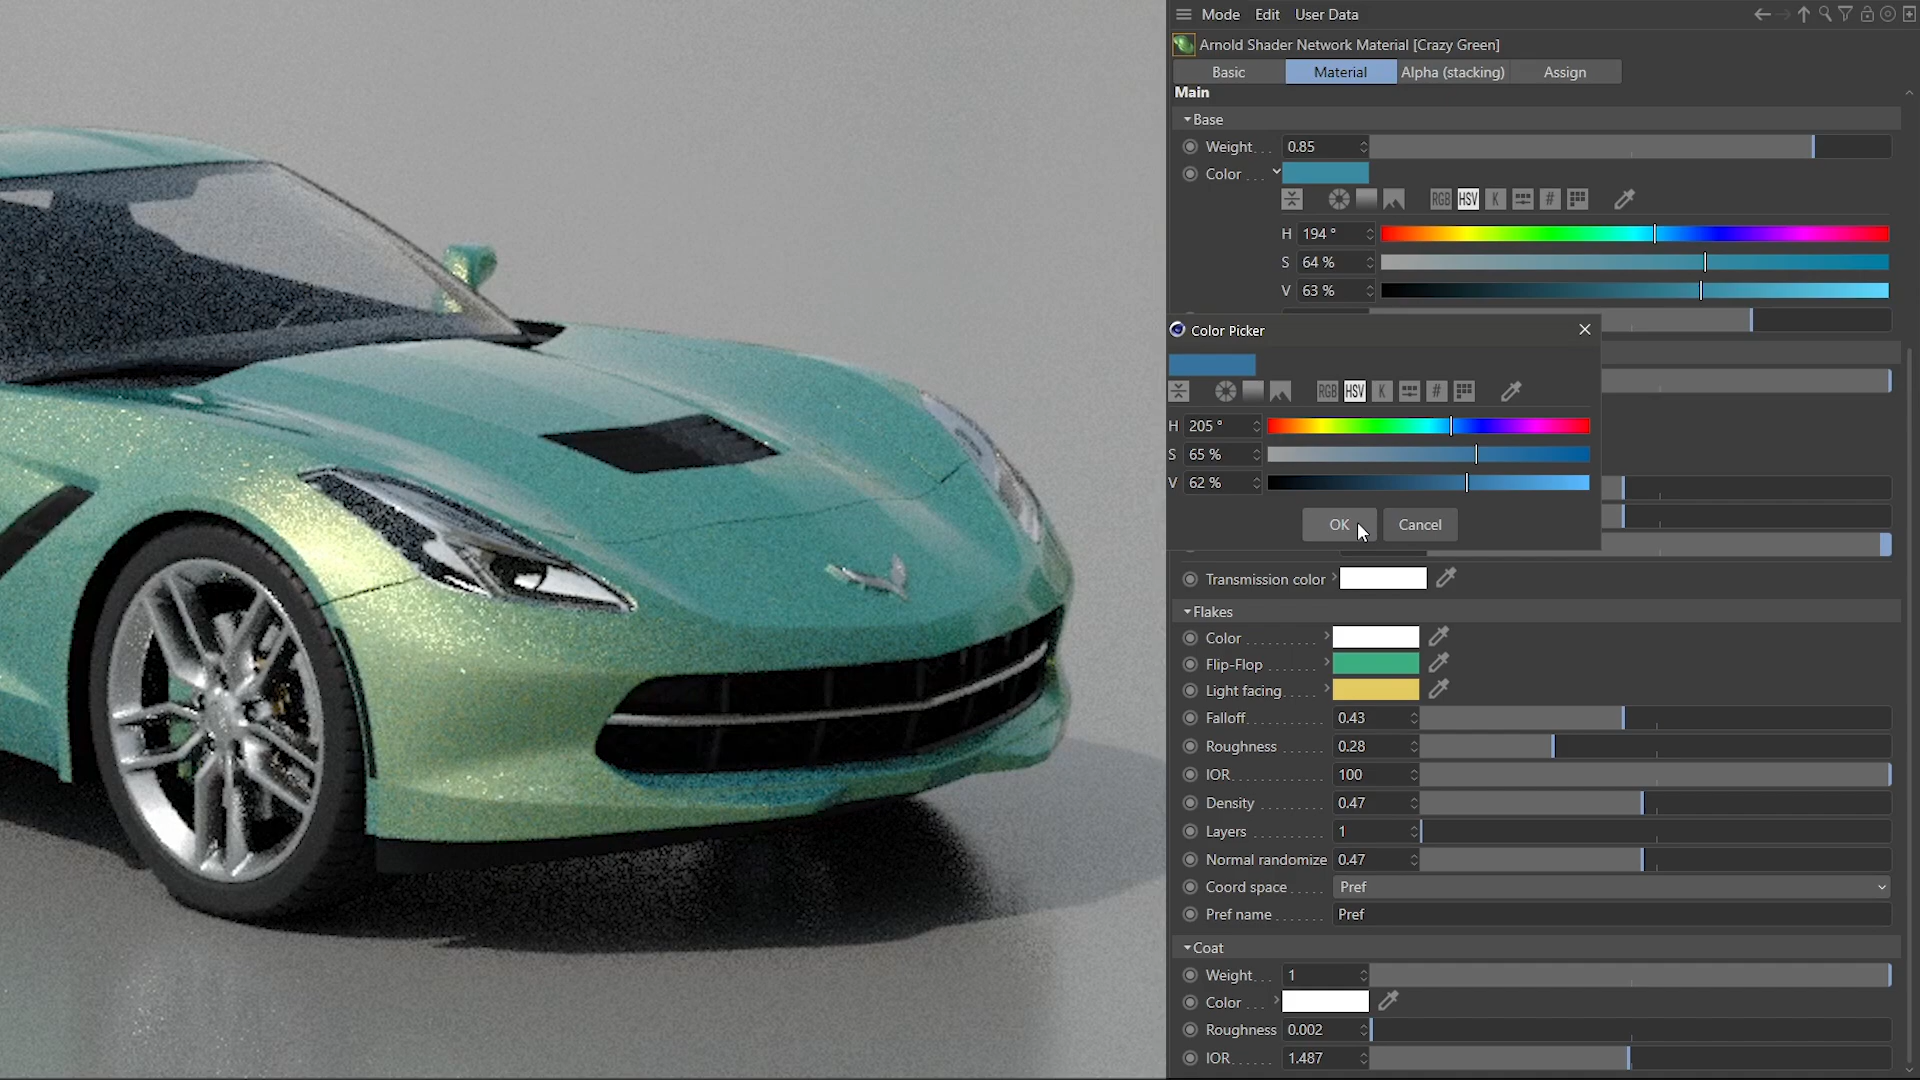 Mode Edit User Data
Arnold Shader Network Material [Crazy Green]
Basic Material Alpha (stacking) Assign
Main
Base
Weight 0.85
Color
RGB HSV K #
H 194 °
S 64 %
V 63 %
Color Picker
RGB HSV K #
H 205 °
S 65 %
V 62 %
OK Cancel
Transmission color
Flakes
Color
Flip-Flop
Light facing
Falloff 0.43
Roughness 0.28
IOR 100
Density 0.47
Layers 1
Normal randomize 0.47
Coord space Pref
Pref name Pref
Coat
Weight 1
Color
Roughness 0.002
IOR 1.487